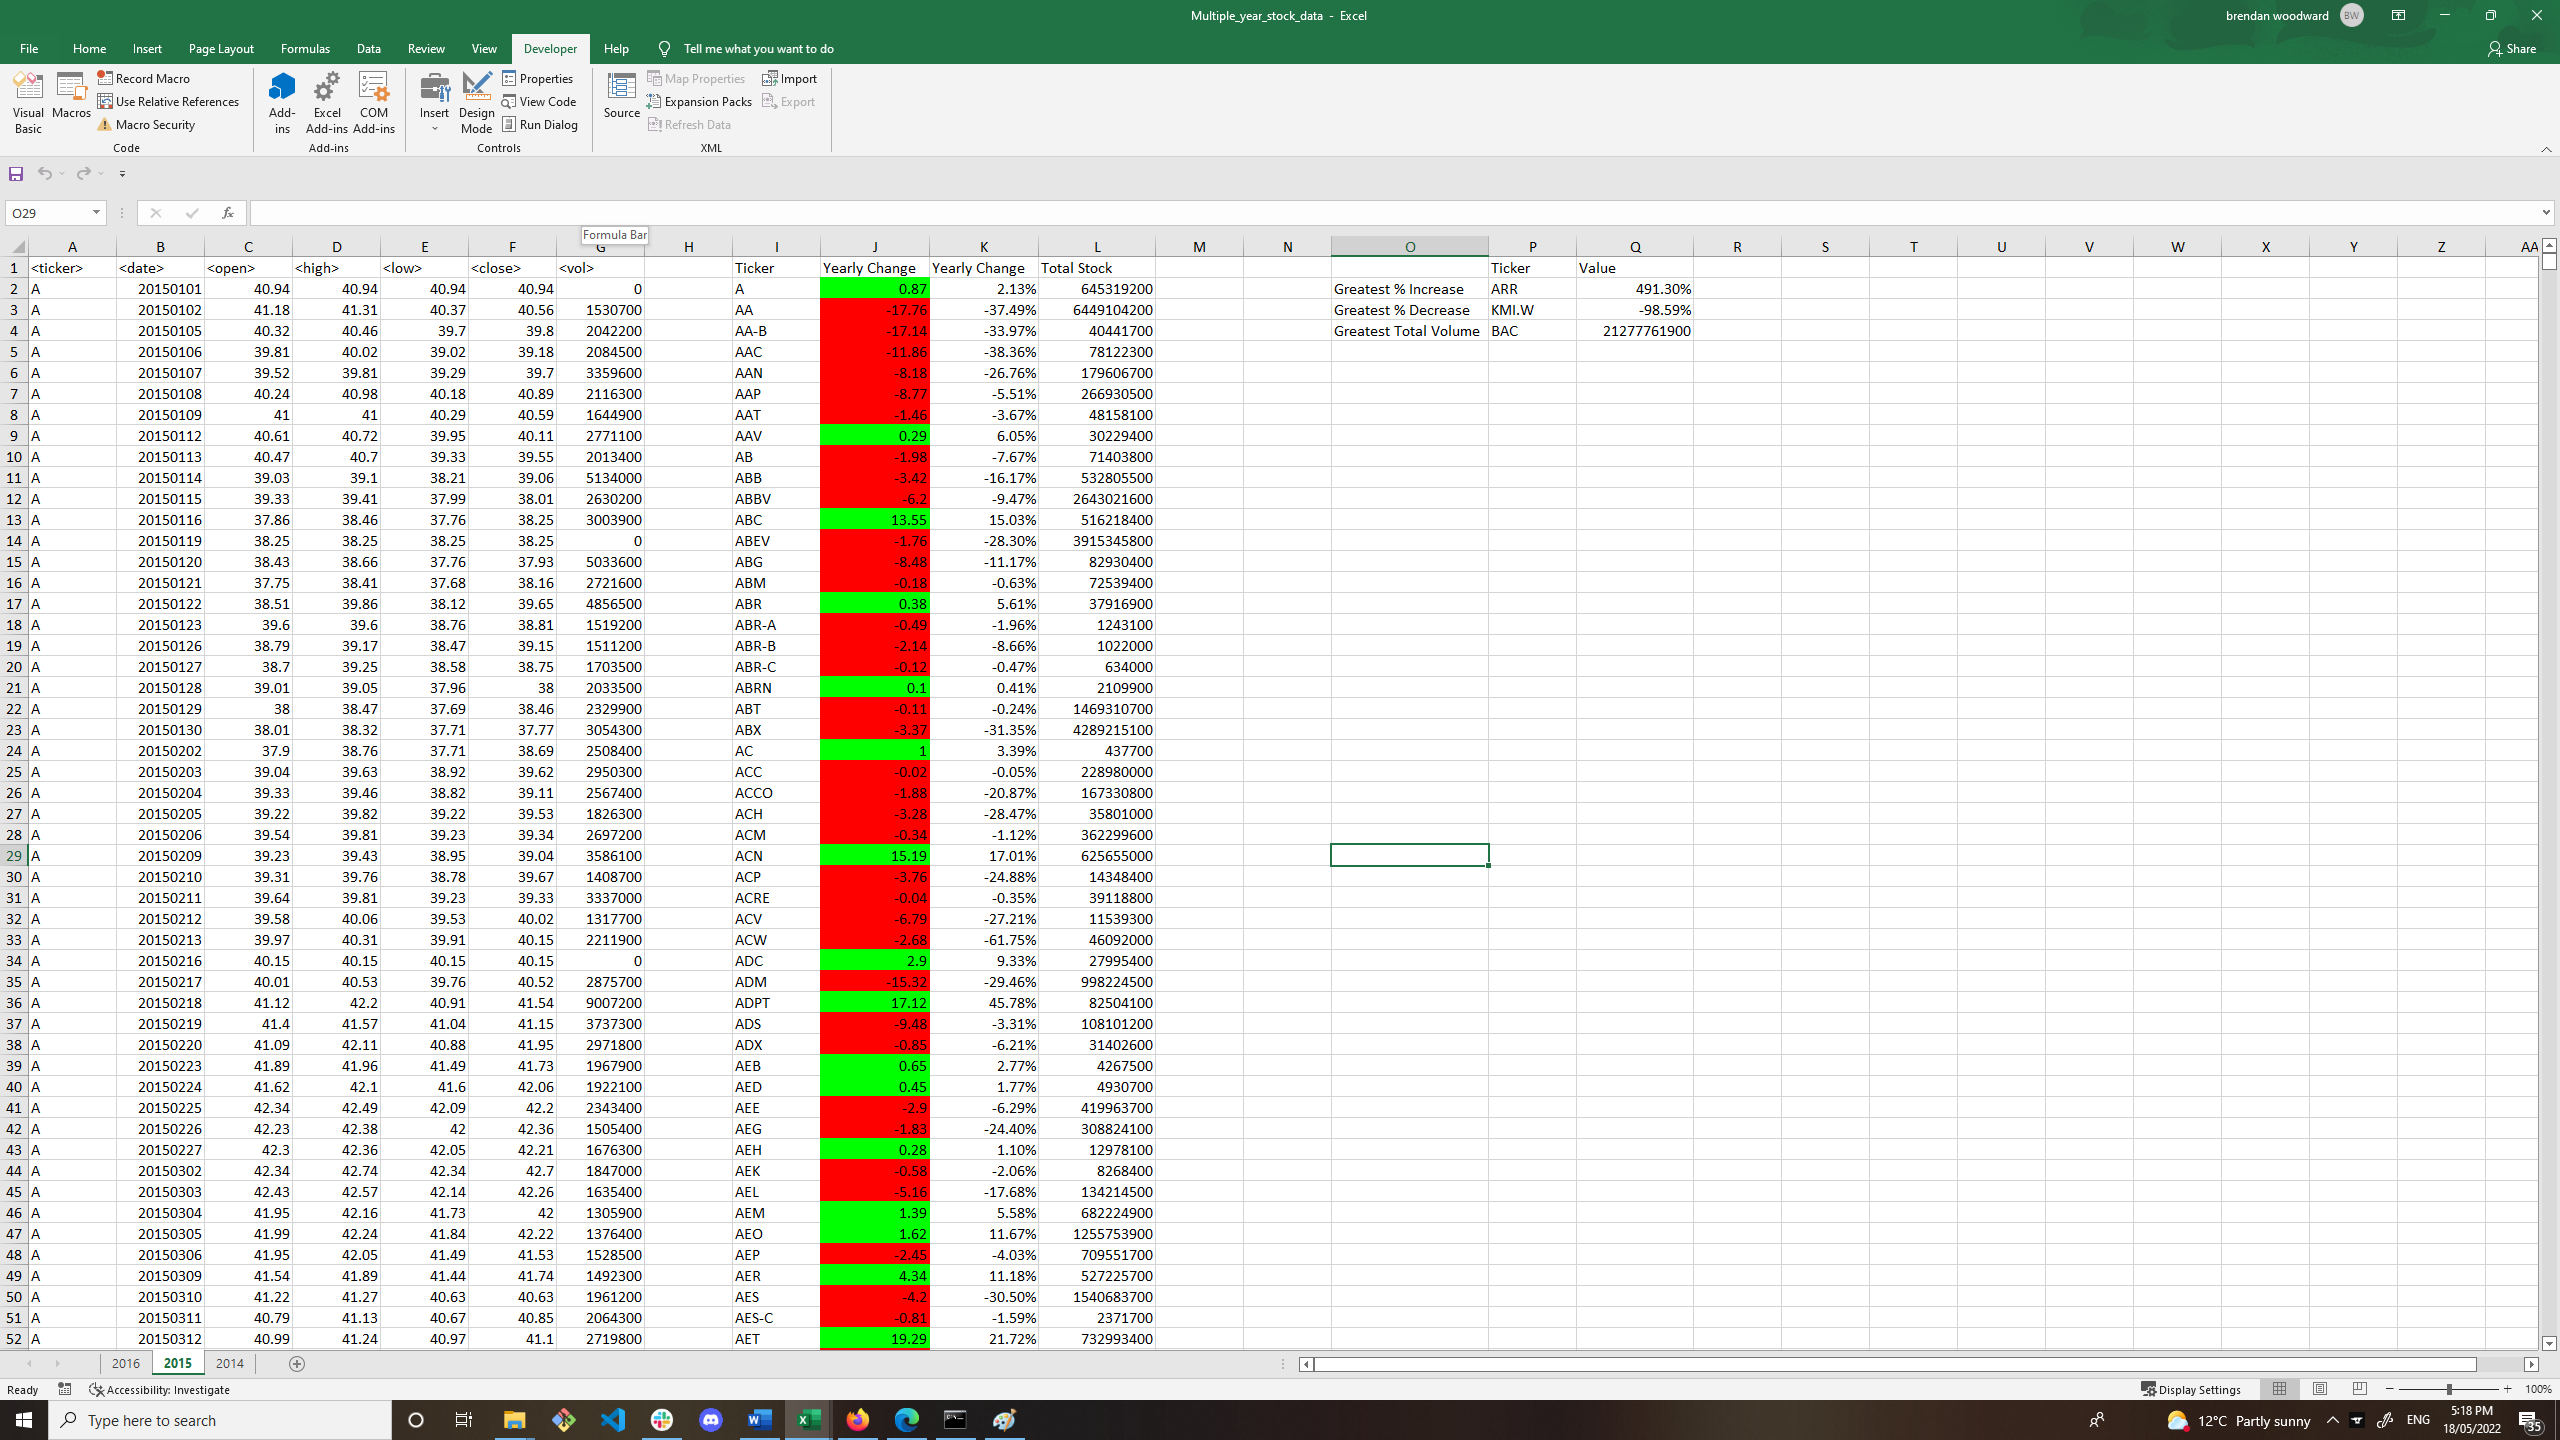 Multiple_year_stock_data - Excel
brendan woodward BW
File Home Insert Page Layout Formulas Data Review View Developer Help Tell me what you want to do Share
Visual Basic
Macros
Record Macro
Use Relative References
Macro Security
Code
Add-ins
Excel Add-ins
COM Add-ins
Add-ins
Insert
Design Mode
Properties
View Code
Run Dialog
Controls
Source
Map Properties
Expansion Packs
Refresh Data
Import
Export
XML
O29
fx
Formula Bar
A B C D E F G H I J K L M N O P Q R S T U V W X Y Z AA
1 <ticker> <date> <open> <high> <low> <close> <vol> Ticker Yearly Change Yearly Change Total Stock Ticker Value
2 A 20150101 40.94 40.94 40.94 40.94 0 A 0.87 2.13% 645319200 Greatest % Increase ARR 491.30%
3 A 20150102 41.18 41.31 40.37 40.56 1530700 AA -17.76 -37.49% 6449104200 Greatest % Decrease KMI.W -98.59%
4 A 20150105 40.32 40.46 39.7 39.8 2042200 AA-B -17.14 -33.97% 40441700 Greatest Total Volume BAC 21277761900
5 A 20150106 39.81 40.02 39.02 39.18 2084500 AAC -11.86 -38.36% 78122300
6 A 20150107 39.52 39.81 39.29 39.7 3359600 AAN -8.18 -26.76% 179606700
7 A 20150108 40.24 40.98 40.18 40.89 2116300 AAP -8.77 -5.51% 266930500
8 A 20150109 41 41 40.29 40.59 1644900 AAT -1.46 -3.67% 48158100
9 A 20150112 40.61 40.72 39.95 40.11 2771100 AAV 0.29 6.05% 30229400
10 A 20150113 40.47 40.7 39.33 39.55 2013400 AB -1.98 -7.67% 71403800
11 A 20150114 39.03 39.1 38.21 39.06 5134000 ABB -3.42 -16.17% 532805500
12 A 20150115 39.33 39.41 37.99 38.01 2630200 ABBV -6.2 -9.47% 2643021600
13 A 20150116 37.86 38.46 37.76 38.25 3003900 ABC 13.55 15.03% 516218400
14 A 20150119 38.25 38.25 38.25 38.25 0 ABEV -1.76 -28.30% 3915345800
15 A 20150120 38.43 38.66 37.76 37.93 5033600 ABG -8.48 -11.17% 82930400
16 A 20150121 37.75 38.41 37.68 38.16 2721600 ABM -0.18 -0.63% 72539400
17 A 20150122 38.51 39.86 38.12 39.65 4856500 ABR 0.38 5.61% 37916900
18 A 20150123 39.6 39.6 38.76 38.81 1519200 ABR-A -0.49 -1.96% 1243100
19 A 20150126 38.79 39.17 38.47 39.15 1511200 ABR-B -2.14 -8.66% 1022000
20 A 20150127 38.7 39.25 38.58 38.75 1703500 ABR-C -0.12 -0.47% 634000
21 A 20150128 39.01 39.05 37.96 38 2033500 ABRN 0.1 0.41% 2109900
22 A 20150129 38 38.47 37.69 38.46 2329900 ABT -0.11 -0.24% 1469310700
23 A 20150130 38.01 38.32 37.71 37.77 3054300 ABX -3.37 -31.35% 4289215100
24 A 20150202 37.9 38.76 37.71 38.69 2508400 AC 1 3.39% 437700
25 A 20150203 39.04 39.63 38.92 39.62 2950300 ACC -0.02 -0.05% 228980000
26 A 20150204 39.33 39.46 38.82 39.11 2567400 ACCO -1.88 -20.87% 167330800
27 A 20150205 39.22 39.82 39.22 39.53 1826300 ACH -3.28 -28.47% 35801000
28 A 20150206 39.54 39.81 39.23 39.34 2697200 ACM -0.34 -1.12% 362299600
29 A 20150209 39.23 39.43 38.95 39.04 3586100 ACN 15.19 17.01% 625655000
30 A 20150210 39.31 39.76 38.78 39.67 1408700 ACP -3.76 -24.88% 14348400
31 A 20150211 39.64 39.81 39.23 39.33 3337000 ACRE -0.04 -0.35% 39118800
32 A 20150212 39.58 40.06 39.53 40.02 1317700 ACV -6.79 -27.21% 11539300
33 A 20150213 39.97 40.31 39.91 40.15 2211900 ACW -2.68 -61.75% 46092000
34 A 20150216 40.15 40.15 40.15 40.15 0 ADC 2.9 9.33% 27995400
35 A 20150217 40.01 40.53 39.76 40.52 2875700 ADM -15.32 -29.46% 998224500
36 A 20150218 41.12 42.2 40.91 41.54 9007200 ADPT 17.12 45.78% 82504100
37 A 20150219 41.4 41.57 41.04 41.15 3737300 ADS -9.48 -3.31% 108101200
38 A 20150220 41.09 42.11 40.88 41.95 2971800 ADX -0.85 -6.21% 31402600
39 A 20150223 41.89 41.96 41.49 41.73 1967900 AEB 0.65 2.77% 4267500
40 A 20150224 41.62 42.1 41.6 42.06 1922100 AED 0.45 1.77% 4930700
41 A 20150225 42.34 42.49 42.09 42.2 2343400 AEE -2.9 -6.29% 419963700
42 A 20150226 42.23 42.38 42 42.36 1505400 AEG -1.83 -24.40% 308824100
43 A 20150227 42.3 42.36 42.05 42.21 1676300 AEH 0.28 1.10% 12978100
44 A 20150302 42.34 42.74 42.34 42.7 1847000 AEK -0.58 -2.06% 8268400
45 A 20150303 42.43 42.57 42.14 42.26 1635400 AEL -5.16 -17.68% 134214500
46 A 20150304 41.95 42.16 41.73 42 1305900 AEM 1.39 5.58% 682224900
47 A 20150305 41.99 42.24 41.84 42.22 1376400 AEO 1.62 11.67% 1255753900
48 A 20150306 41.95 42.05 41.49 41.53 1528500 AEP -2.45 -4.03% 709551700
49 A 20150309 41.54 41.89 41.44 41.74 1492300 AER 4.34 11.18% 527225700
50 A 20150310 41.22 41.27 40.63 40.63 1961200 AES -4.2 -30.50% 1540683700
51 A 20150311 40.79 41.13 40.67 40.85 2064300 AES-C -0.81 -1.59% 2371700
52 A 20150312 40.99 41.24 40.97 41.1 2719800 AET 19.29 21.72% 732993400
2016 2015 2014
Ready Accessibility: Investigate Display Settings 100%
Type here to search
12°C Partly sunny ENG 5:18 PM
18/05/2022
35